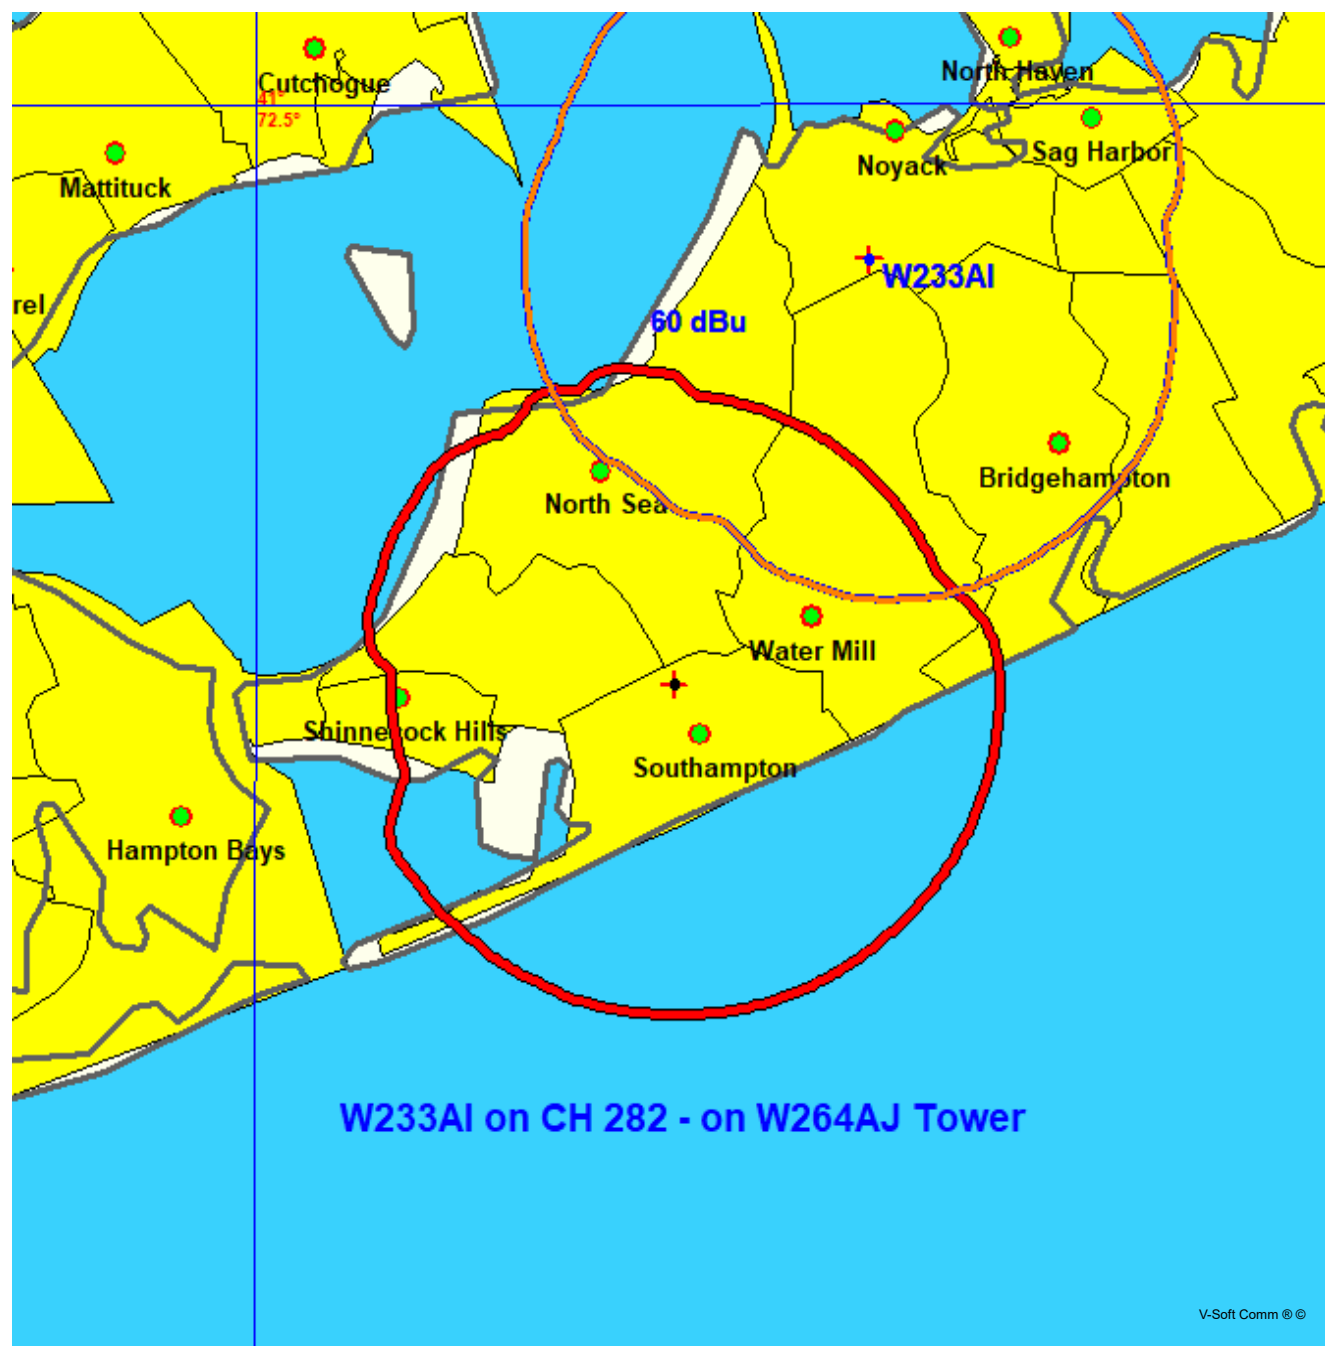 North Haven
Cutchogue
41°
72.5°
Sag Harbor
Noyack
Mattituck
W233AI
rel
60 dBu
Bridgehampton
North Sea
Water Mill
Shinnecock Hills
Southampton
Hampton Bays
W233AI on CH 282 - on W264AJ Tower
V-Soft Comm ® ©